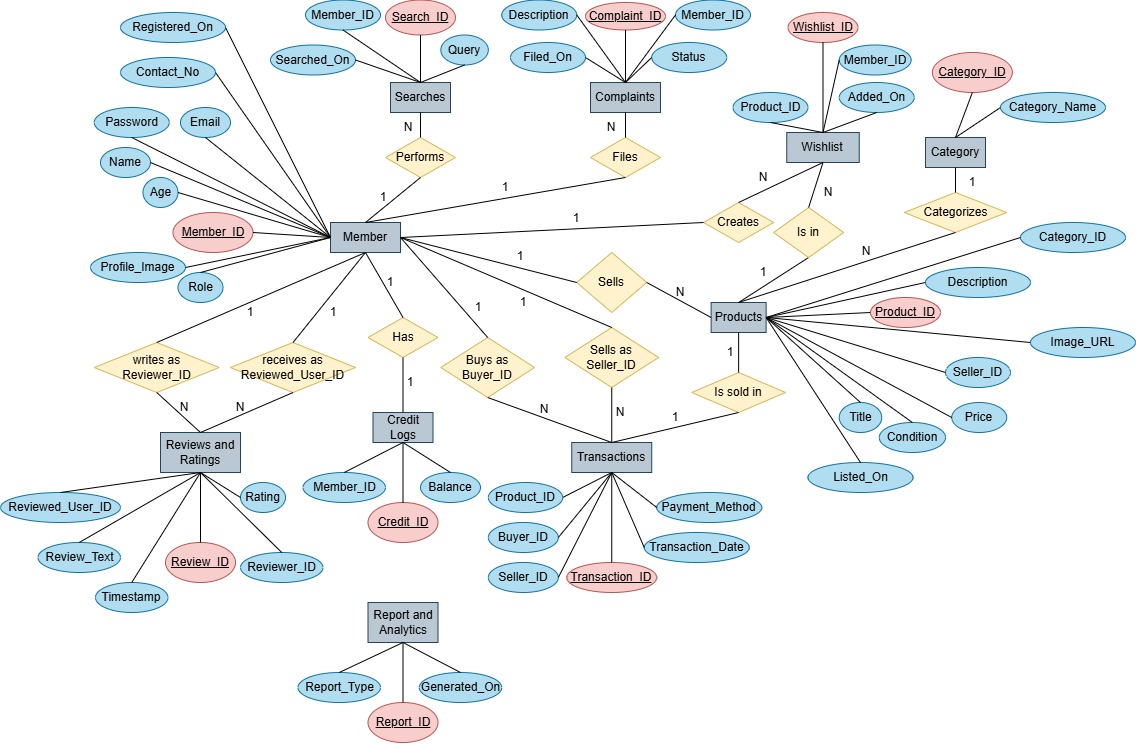 Registered_On
Member_ID
Search_ID
Description
Complaint_ID
Member_ID
Wishlist_ID
Contact_No
Searched_On
Query
Filed_On
Status
Member_ID
Category_ID
Searches
Complaints
Product_ID
Added_On
Category_Name
Password
Email
N
N
Wishlist
Category
Name
Performs
Files
N
1
Age
1
1
N
Categorizes
Member_ID
Member
1
Creates
Is in
N
Category_ID
Profile_Image
Role
1
1
Description
1
Sells
N
1
1
1
1
1
Products
Product_ID
Has
Image_URL
writes as
Reviewer_ID
receives as
Reviewed_User_ID
Buys as
Buyer_ID
Sells as
Seller_ID
1
Seller_ID
1
Is sold in
N
N
N
N
1
Title
Price
Credit
Logs
Condition
Reviews and
Ratings
Transactions
Listed_On
Reviewed_User_ID
Rating
Member_ID
Balance
Product_ID
Payment_Method
Credit_ID
Buyer_ID
Transaction_Date
Review_Text
Review_ID
Reviewer_ID
Seller_ID
Transaction_ID
Timestamp
Report and
Analytics
Report_Type
Generated_On
Report_ID